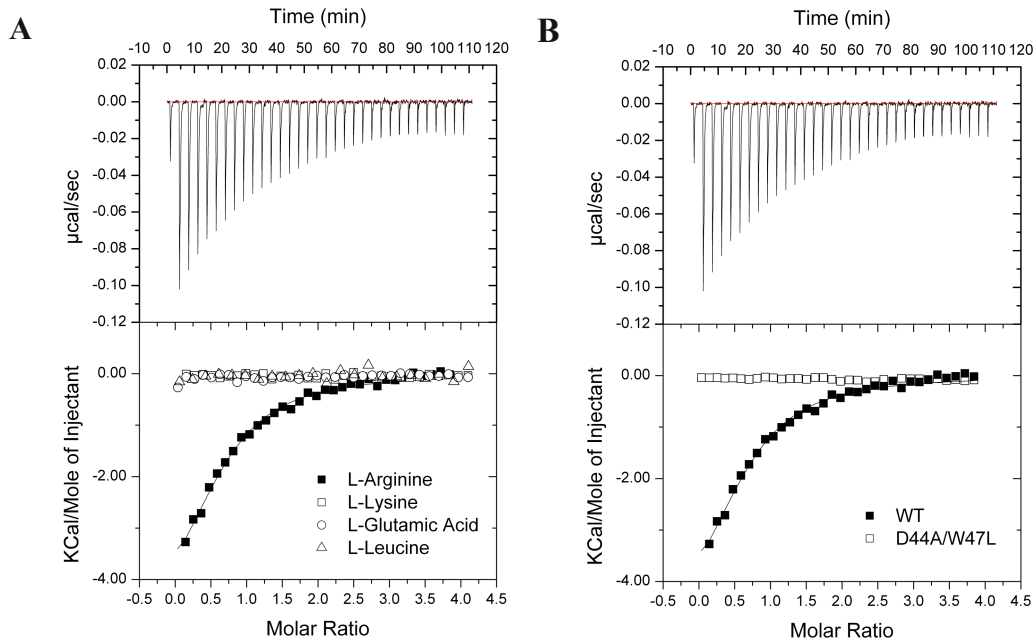 A
Time (min)
-10 0 10 20 30 40 50 60 70 80 90 100 110 120
0.02
0.00
-0.02
-0.04
-0.06
-0.08
-0.10
-0.12
µcal/sec
0.00
-2.00
-4.00
KCal/Mole of Injectant
L-Arginine
L-Lysine
L-Glutamic Acid
L-Leucine
-0.5 0.0 0.5 1.0 1.5 2.0 2.5 3.0 3.5 4.0 4.5
Molar Ratio
B
Time (min)
-10 0 10 20 30 40 50 60 70 80 90 100 110 120
0.02
0.00
-0.02
-0.04
-0.06
-0.08
-0.10
-0.12
µcal/sec
0.00
-2.00
-4.00
KCal/Mole of Injectant
WT
D44A/W47L
-0.5 0.0 0.5 1.0 1.5 2.0 2.5 3.0 3.5 4.0 4.5
Molar Ratio